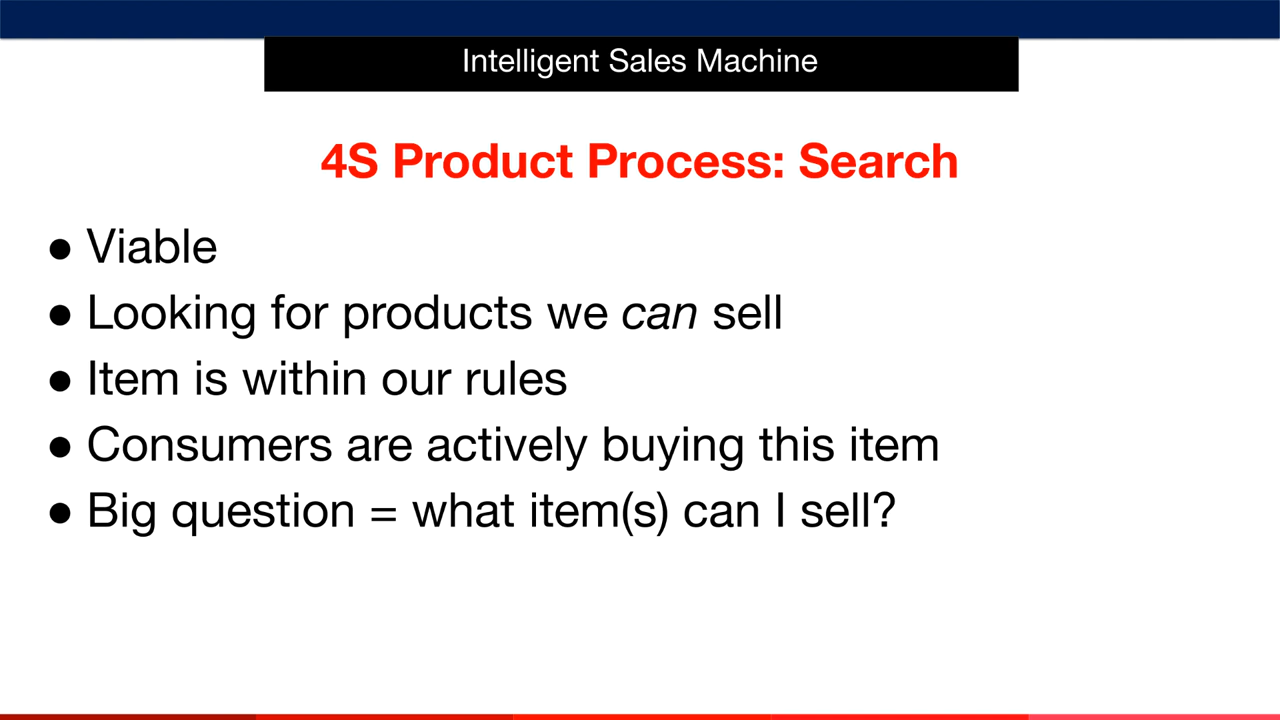 Intelligent Sales Machine
4S Product Process: Search
● Viable
● Looking for products we can sell
● Item is within our rules
● Consumers are actively buying this item
● Big question = what item(s) can I sell?